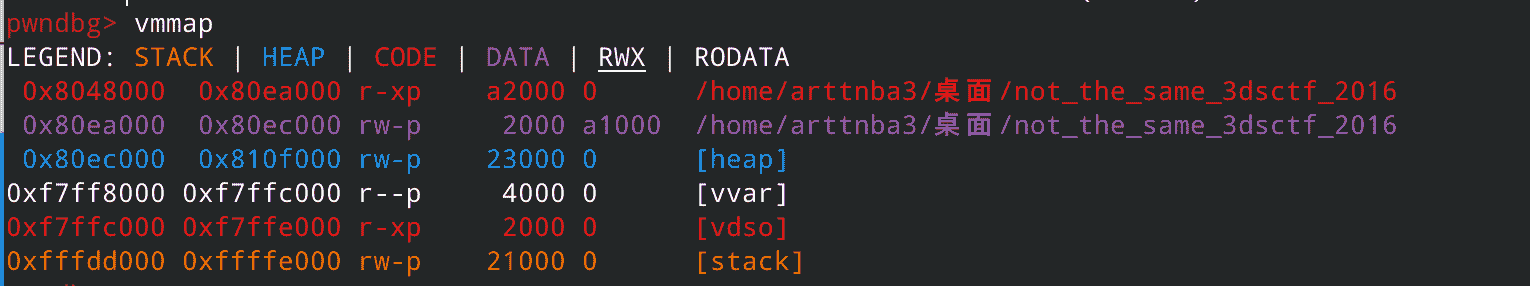 pwndbg> vmmap
LEGEND: STACK | HEAP | CODE | DATA | RWX | RODATA
 0x8048000  0x80ea000 r-xp    a2000 0      /home/arttnba3/桌面/not_the_same_3dsctf_2016
 0x80ea000  0x80ec000 rw-p     2000 a1000  /home/arttnba3/桌面/not_the_same_3dsctf_2016
 0x80ec000  0x810f000 rw-p    23000 0      [heap]
0xf7ff8000 0xf7ffc000 r--p     4000 0      [vvar]
0xf7ffc000 0xf7ffe000 r-xp     2000 0      [vdso]
0xfffdd000 0xffffe000 rw-p    21000 0      [stack]